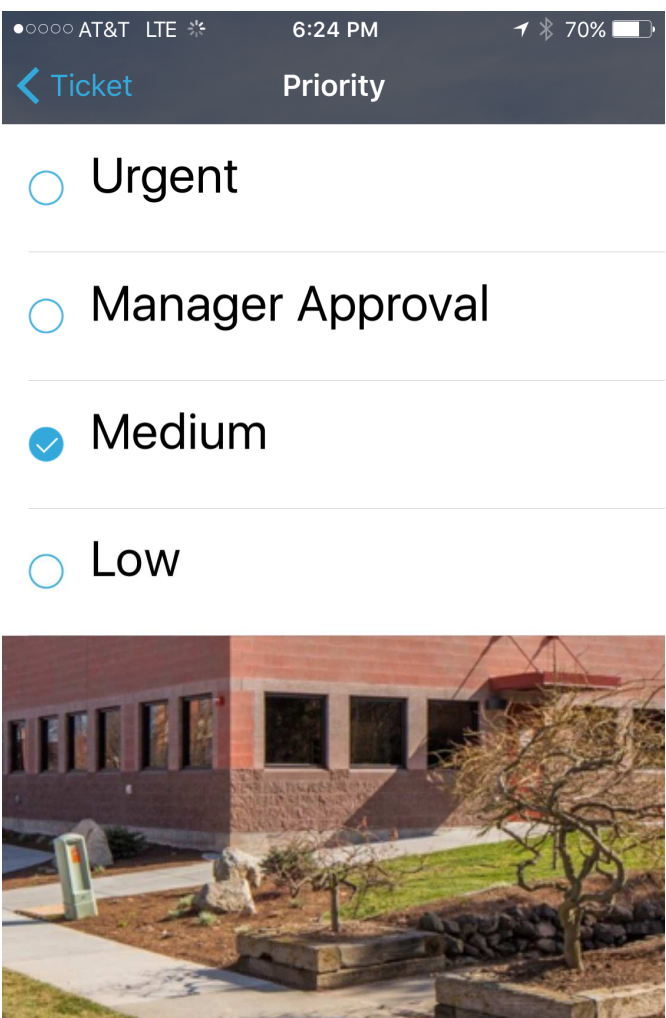 AT&T LTE 6:24 PM 70%
Ticket Priority
Urgent
Manager Approval
Medium
Low